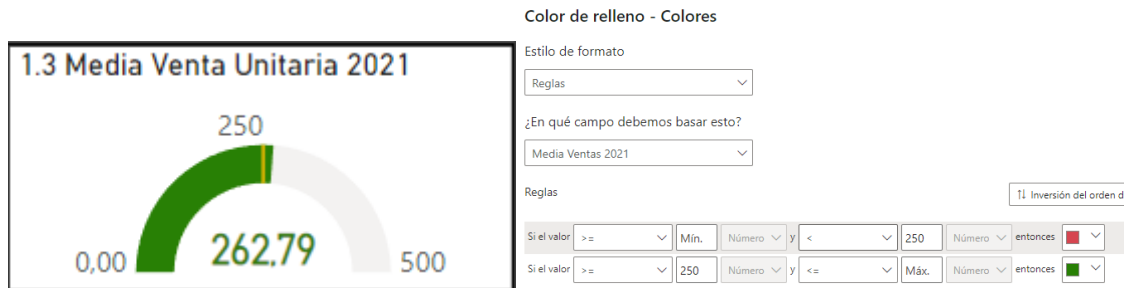 1.3 Media Venta Unitaria 2021
250
0,00
262,79
500
Color de relleno - Colores
Estilo de formato
Reglas
¿En qué campo debemos basar esto?
Media Ventas 2021
Reglas
Inversión del orden d
Si el valor >= Mín. Número y < 250 Número entonces
Si el valor >= 250 Número y <= Máx. Número entonces